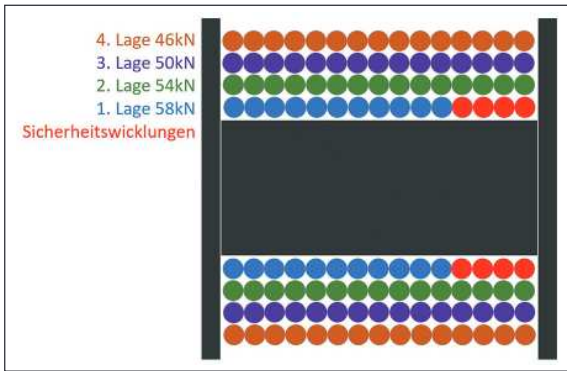 4. Lage 46kN
3. Lage 50kN
2. Lage 54kN
1. Lage 58kN
Sicherheitswicklungen